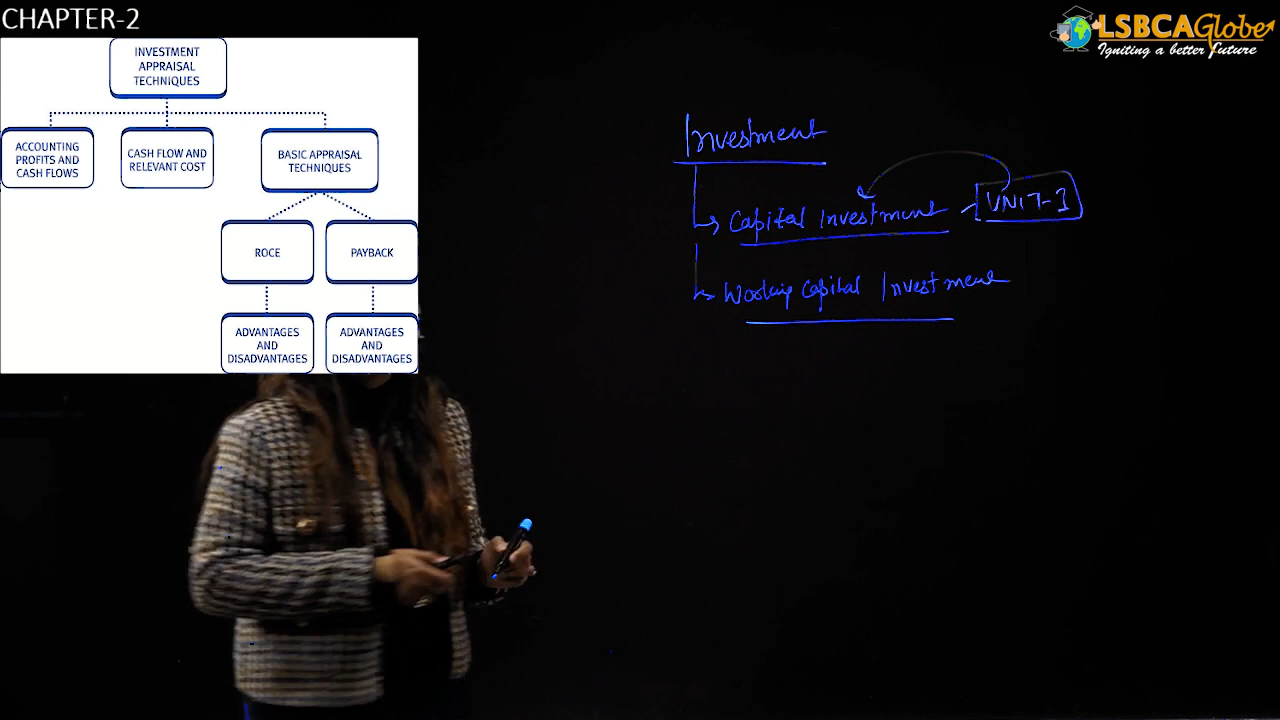 CHAPTER-2
LSBCAGlobe
Igniting a better future
INVESTMENT
APPRAISAL
TECHNIQUES
ACCOUNTING
PROFITS AND
CASH FLOWS
CASH FLOW AND
RELEVANT COST
BASIC APPRAISAL
TECHNIQUES
ROCE
PAYBACK
ADVANTAGES
AND
DISADVANTAGES
ADVANTAGES
AND
DISADVANTAGES
Investment
Capital Investment - UNIT-I
Working Capital Investment